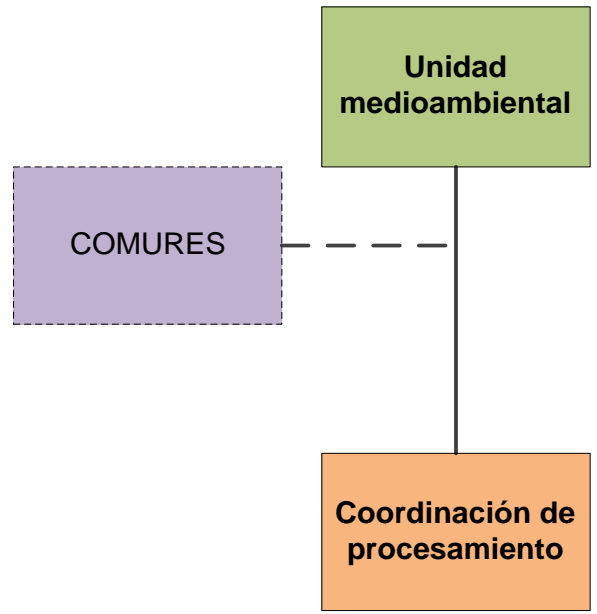 Unidad
medioambiental
COMURES
Coordinación de
procesamiento